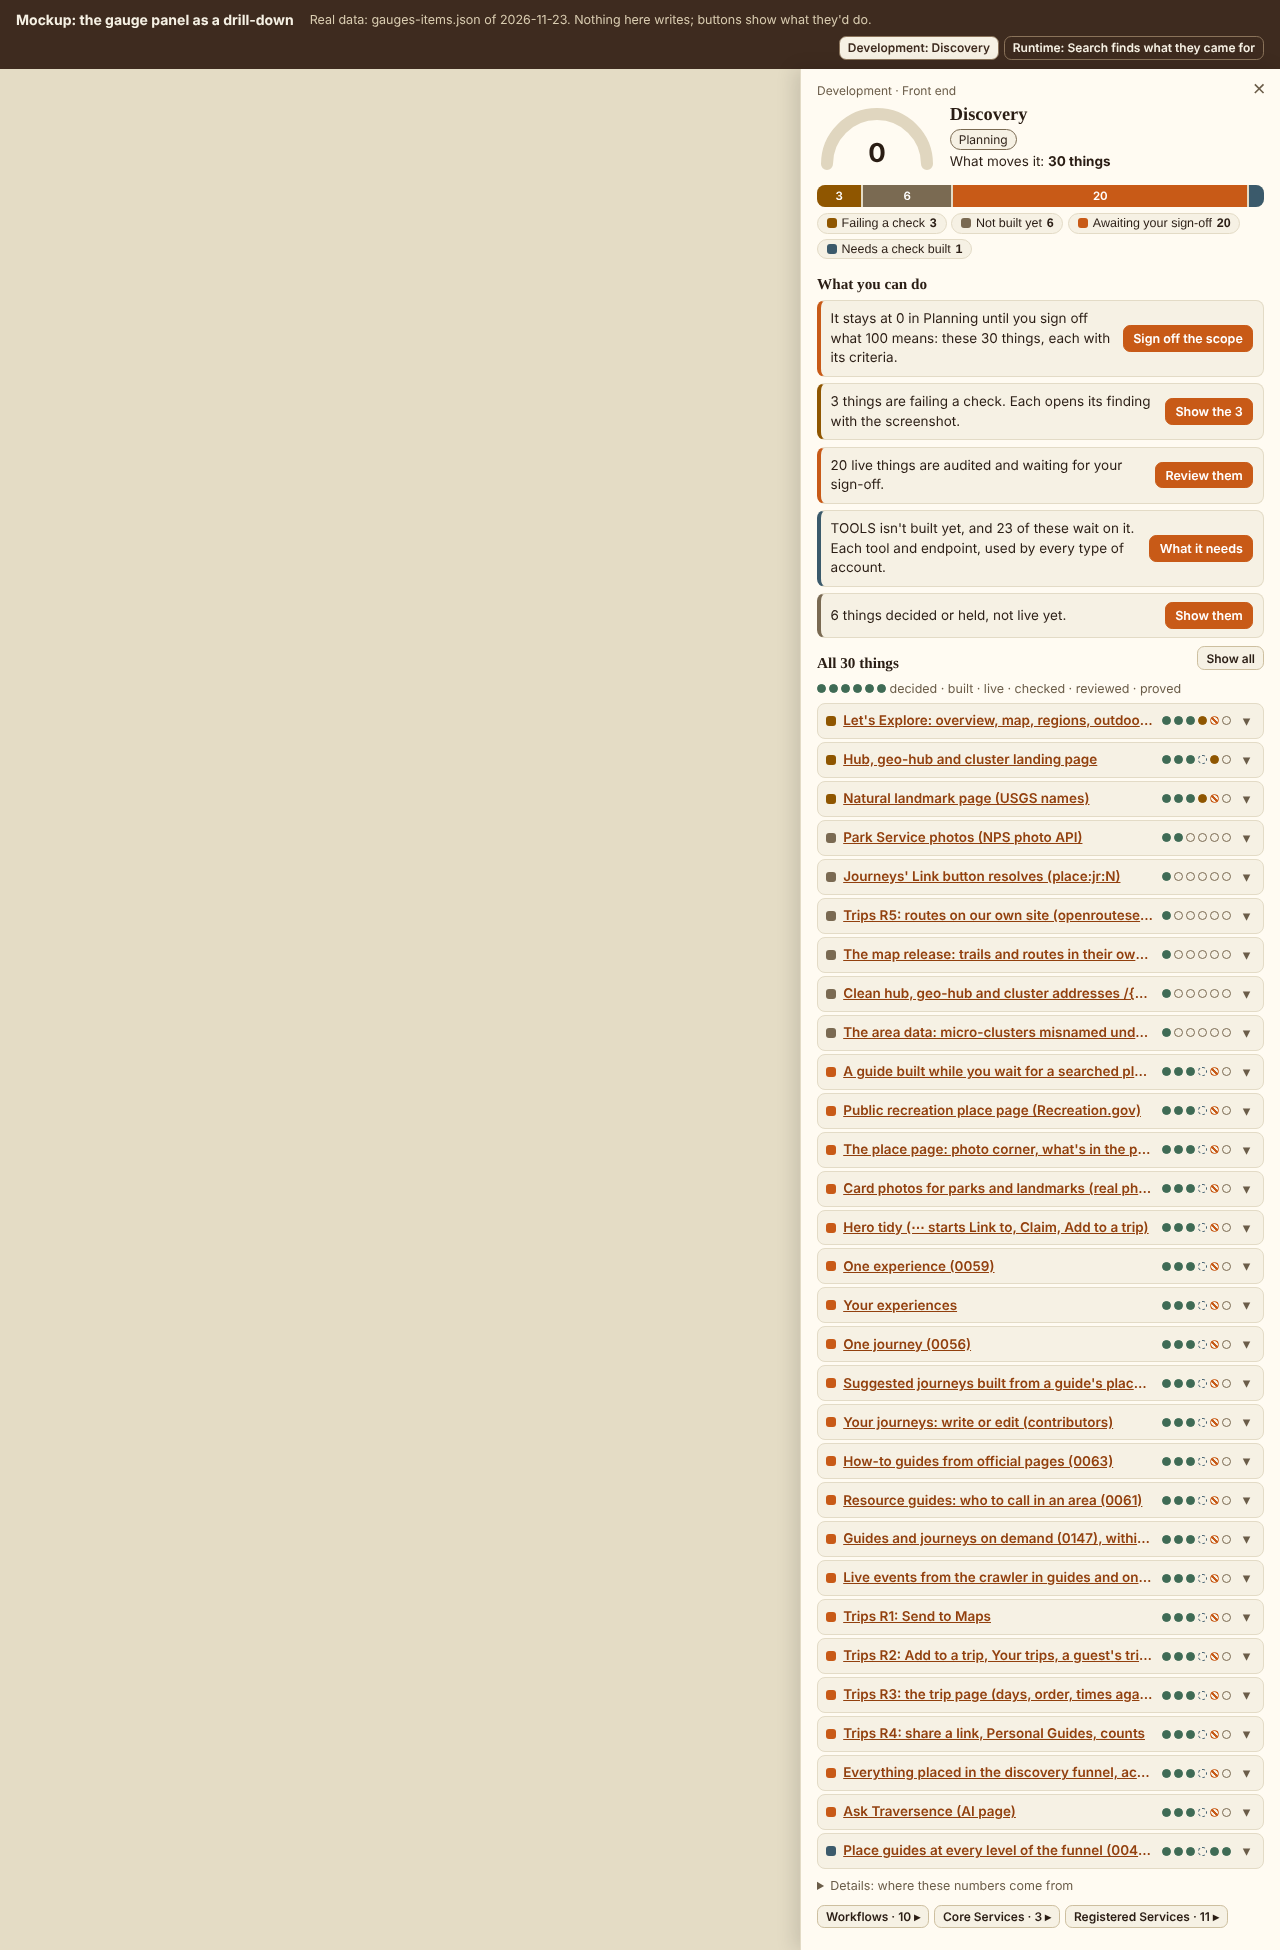 Mockup: the gauge panel as a drill-down Real data: gauges-items.json of 2026-11-23. Nothing here writes; buttons show what they'd do.
Development: Discovery Runtime: Search finds what they came for
Development · Front end ✕
Discovery
0
Planning
What moves it: 30 things
3 6 20
Failing a check 3 Not built yet 6 Awaiting your sign-off 20
Needs a check built 1
What you can do
It stays at 0 in Planning until you sign off
what 100 means: these 30 things, each with
its criteria.
Sign off the scope
3 things are failing a check. Each opens its finding
with the screenshot.
Show the 3
20 live things are audited and waiting for your
sign-off.
Review them
TOOLS isn't built yet, and 23 of these wait on it.
Each tool and endpoint, used by every type of
account.
What it needs
6 things decided or held, not live yet.
Show them
All 30 things
Show all
decided · built · live · checked · reviewed · proved
Let's Explore: overview, map, regions, outdoo... ▼
Hub, geo-hub and cluster landing page ▼
Natural landmark page (USGS names) ▼
Park Service photos (NPS photo API) ▼
Journeys' Link button resolves (place:jr:N) ▼
Trips R5: routes on our own site (openroutese... ▼
The map release: trails and routes in their ow... ▼
Clean hub, geo-hub and cluster addresses /{... ▼
The area data: micro-clusters misnamed und... ▼
A guide built while you wait for a searched pl... ▼
Public recreation place page (Recreation.gov) ▼
The place page: photo corner, what's in the p... ▼
Card photos for parks and landmarks (real ph... ▼
Hero tidy (⋯ starts Link to, Claim, Add to a trip) ▼
One experience (0059) ▼
Your experiences ▼
One journey (0056) ▼
Suggested journeys built from a guide's plac... ▼
Your journeys: write or edit (contributors) ▼
How-to guides from official pages (0063) ▼
Resource guides: who to call in an area (0061) ▼
Guides and journeys on demand (0147), withi... ▼
Live events from the crawler in guides and on... ▼
Trips R1: Send to Maps ▼
Trips R2: Add to a trip, Your trips, a guest's tri... ▼
Trips R3: the trip page (days, order, times aga... ▼
Trips R4: share a link, Personal Guides, counts ▼
Everything placed in the discovery funnel, ac... ▼
Ask Traversence (AI page) ▼
Place guides at every level of the funnel (004... ▼
▶ Details: where these numbers come from
Workflows · 10 ▸ Core Services · 3 ▸ Registered Services · 11 ▸